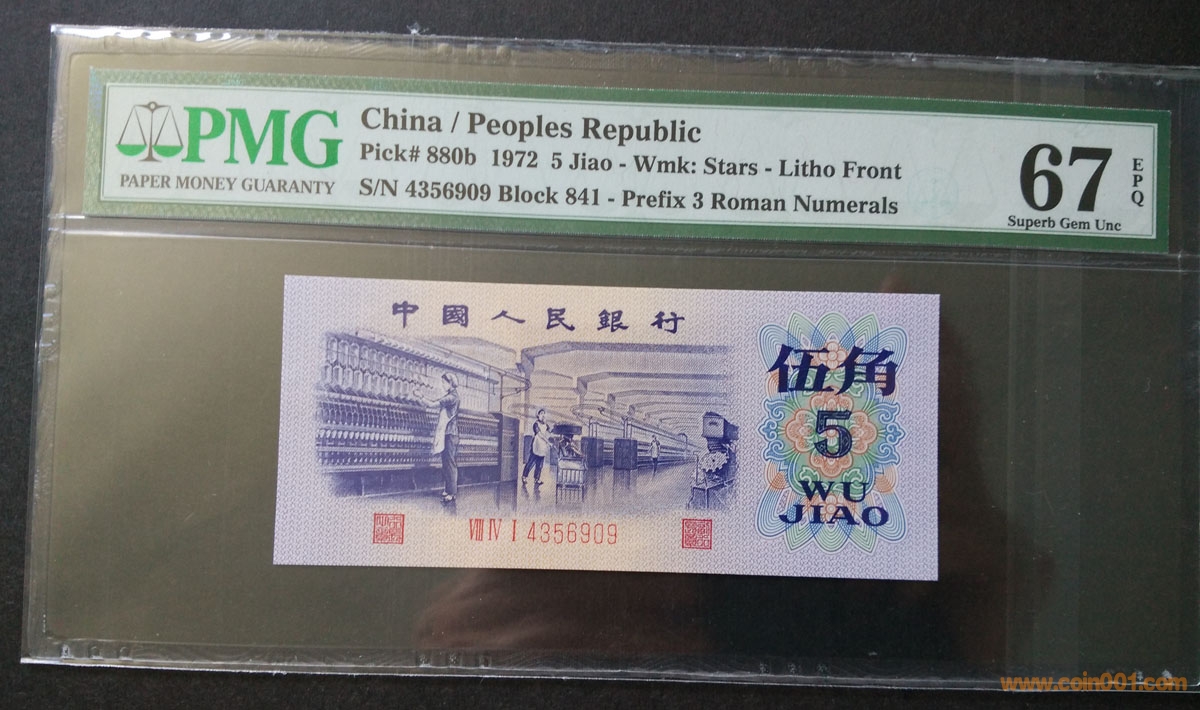 PMG
PAPER MONEY GUARANTY
China / Peoples Republic
Pick# 880b 1972 5 Jiao - Wmk: Stars - Litho Front
S/N 4356909 Block 841 - Prefix 3 Roman Numerals
67
EPQ
Superb Gem Unc
中國人民銀行
伍角
5
WU
JIAO
VIII IV I 4356909
www.coin001.com